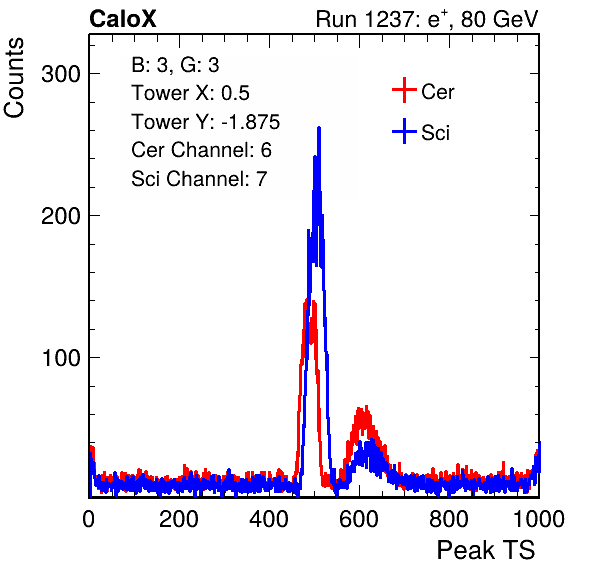 CaloX Run 1237: e+, 80 GeV
Counts
300
200
100
B: 3, G: 3
Tower X: 0.5
Tower Y: -1.875
Cer Channel: 6
Sci Channel: 7
Cer
Sci
0 200 400 600 800 1000
Peak TS